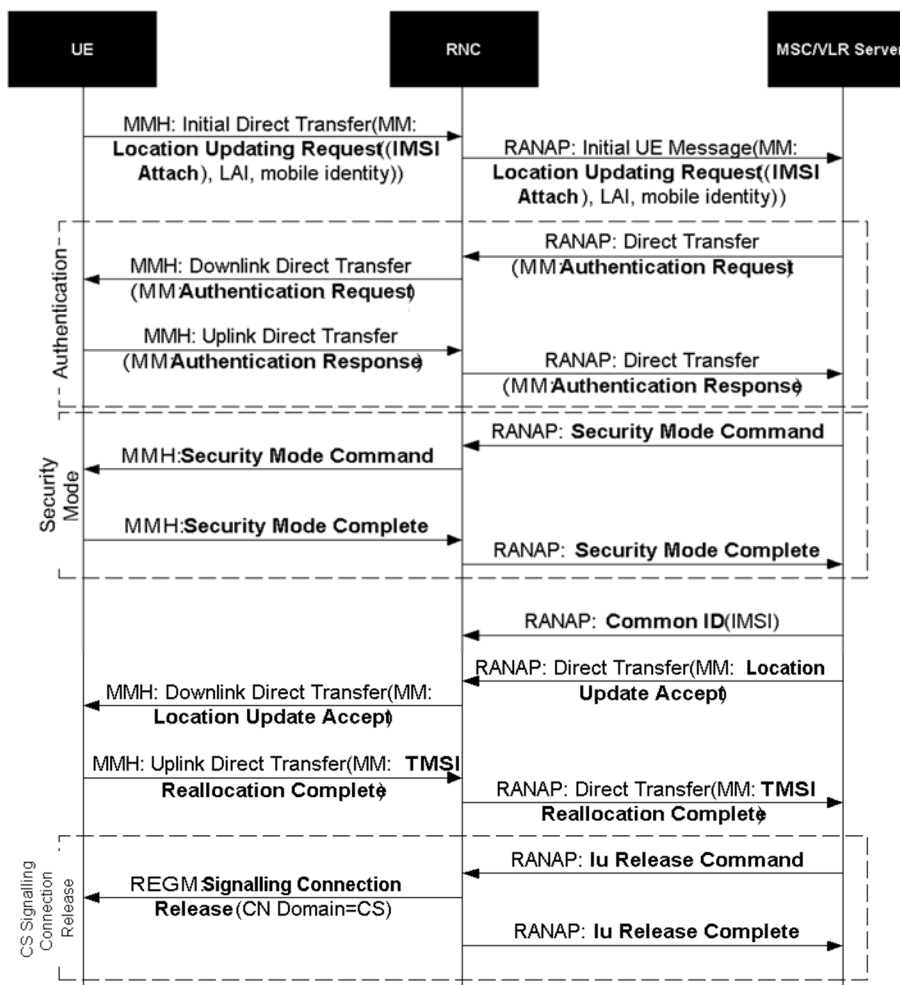 UE
RNC
MSC/VLR Server
MMH: Initial Direct Transfer(MM:
Location Updating Request((IMSI
Attach), LAI, mobile identity))
RANAP: Initial UE Message(MM:
Location Updating Request((IMSI
Attach), LAI, mobile identity))
Authentication
RANAP: Direct Transfer
(MM:Authentication Request)
MMH: Downlink Direct Transfer
(MM:Authentication Request)
MMH: Uplink Direct Transfer
(MM:Authentication Response)
RANAP: Direct Transfer
(MM:Authentication Response)
Security
Mode
RANAP: Security Mode Command
MMH:Security Mode Command
MMH:Security Mode Complete
RANAP: Security Mode Complete
RANAP: Common ID(IMSI)
RANAP: Direct Transfer(MM: Location
Update Accept)
MMH: Downlink Direct Transfer(MM:
Location Update Accept)
MMH: Uplink Direct Transfer(MM: TMSI
Reallocation Complete)
RANAP: Direct Transfer(MM: TMSI
Reallocation Complete)
CS Signalling
Connection
Release
RANAP: Iu Release Command
REGM:Signalling Connection
Release(CN Domain=CS)
RANAP: Iu Release Complete